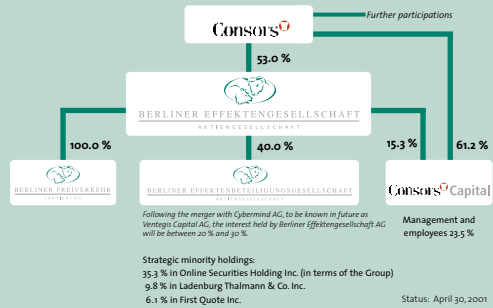 Consors
Further participations
53.0 %
BERLINER EFFEKTENGESELLSCHAFT
AKTIENGESELLSCHAFT
100.0 %
40.0 %
15.3 %
61.2 %
BERLINER FREIVERKEHR
(AKTIEN) AG
BERLINER EFFEKTENBETEILIGUNGSGESELLSCHAFT
AKTIENGESELLSCHAFT
Consors Capital
Following the merger with Cybermind AG, to be known in future as
Ventegis Capital AG, the interest held by Berliner Effektengesellschaft AG
will be between 20 % and 30 %.
Management and
employees 23.5 %
Strategic minority holdings:
35.3 % in Online Securities Holding Inc. (in terms of the Group)
9.8 % in Ladenburg Thalmann & Co. Inc.
6.1 % in First Quote Inc.
Status: April 30, 2001